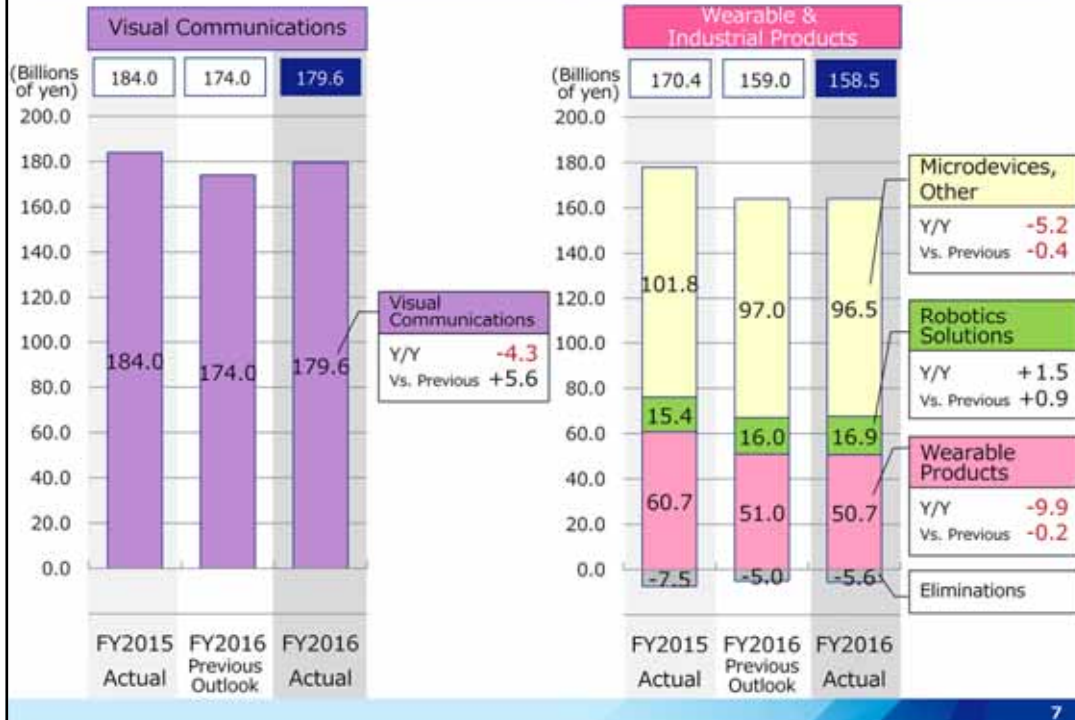 Visual Communications
(Billions
of yen)
184.0 174.0 179.6
200.0
180.0
160.0
140.0
120.0
100.0
80.0
60.0
40.0
20.0
0.0
184.0 174.0 179.6
Visual
Communications
Y/Y -4.3
Vs. Previous +5.6
FY2015 FY2016 FY2016
Actual Previous Outlook Actual
Wearable &
Industrial Products
(Billions
of yen)
170.4 159.0 158.5
200.0
180.0
160.0
140.0
120.0
100.0
80.0
60.0
40.0
20.0
0.0
101.8 97.0 96.5
15.4 16.0 16.9
60.7 51.0 50.7
-7.5 -5.0 -5.6
Microdevices,
Other
Y/Y -5.2
Vs. Previous -0.4
Robotics
Solutions
Y/Y +1.5
Vs. Previous +0.9
Wearable
Products
Y/Y -9.9
Vs. Previous -0.2
Eliminations
FY2015 FY2016 FY2016
Actual Previous Outlook Actual
7